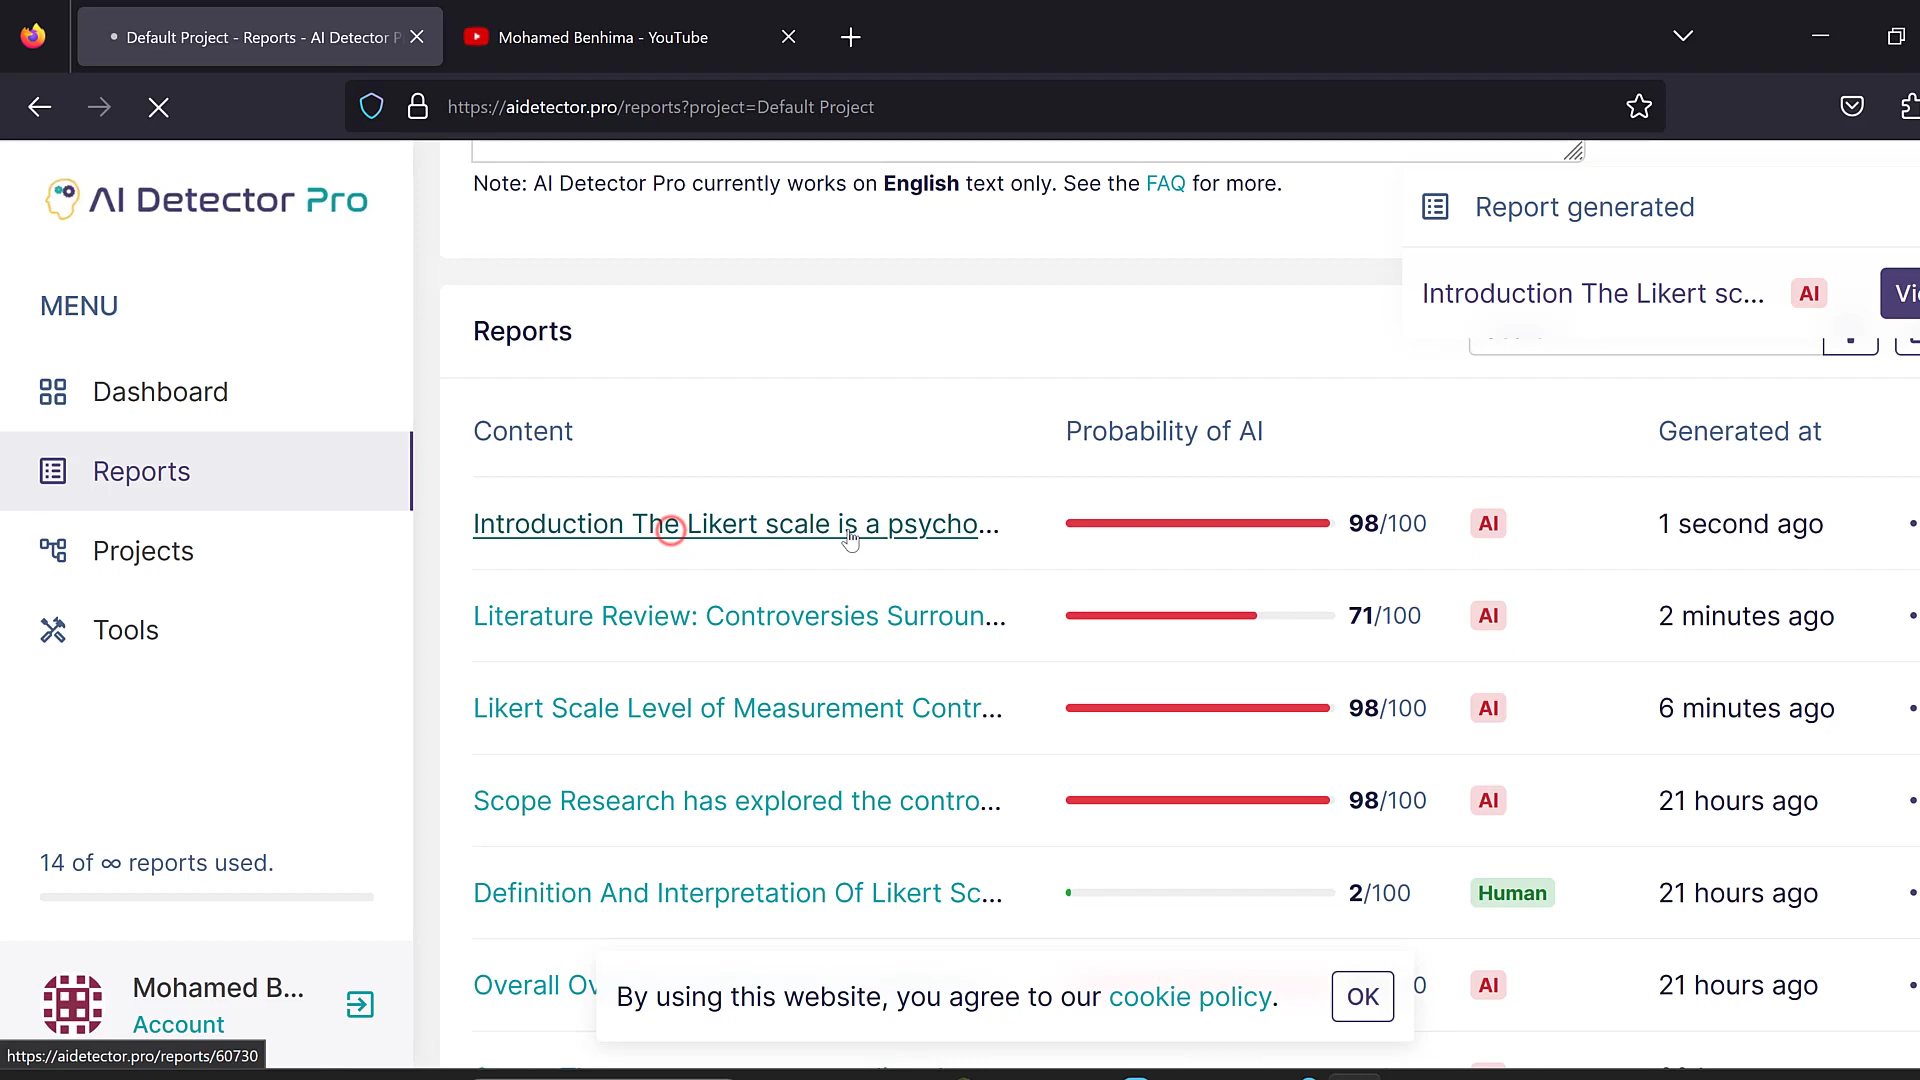 Default Project - Reports - AI Detector P
Mohamed Benhima - YouTube
https://aidetector.pro/reports?project=Default Project
AI Detector Pro
Note: AI Detector Pro currently works on English text only. See the FAQ for more.
Report generated
Introduction The Likert sc... AI
MENU
Dashboard
Reports
Projects
Tools
Reports
Content Probability of AI Generated at
Introduction The Likert scale is a psycho... 98/100 AI 1 second ago
Literature Review: Controversies Surroun... 71/100 AI 2 minutes ago
Likert Scale Level of Measurement Contr... 98/100 AI 6 minutes ago
Scope Research has explored the contro... 98/100 AI 21 hours ago
Definition And Interpretation Of Likert Sc... 2/100 Human 21 hours ago
Overall Ov 0 AI 21 hours ago
By using this website, you agree to our cookie policy. OK
14 of ∞ reports used.
Mohamed B...
Account
https://aidetector.pro/reports/60730